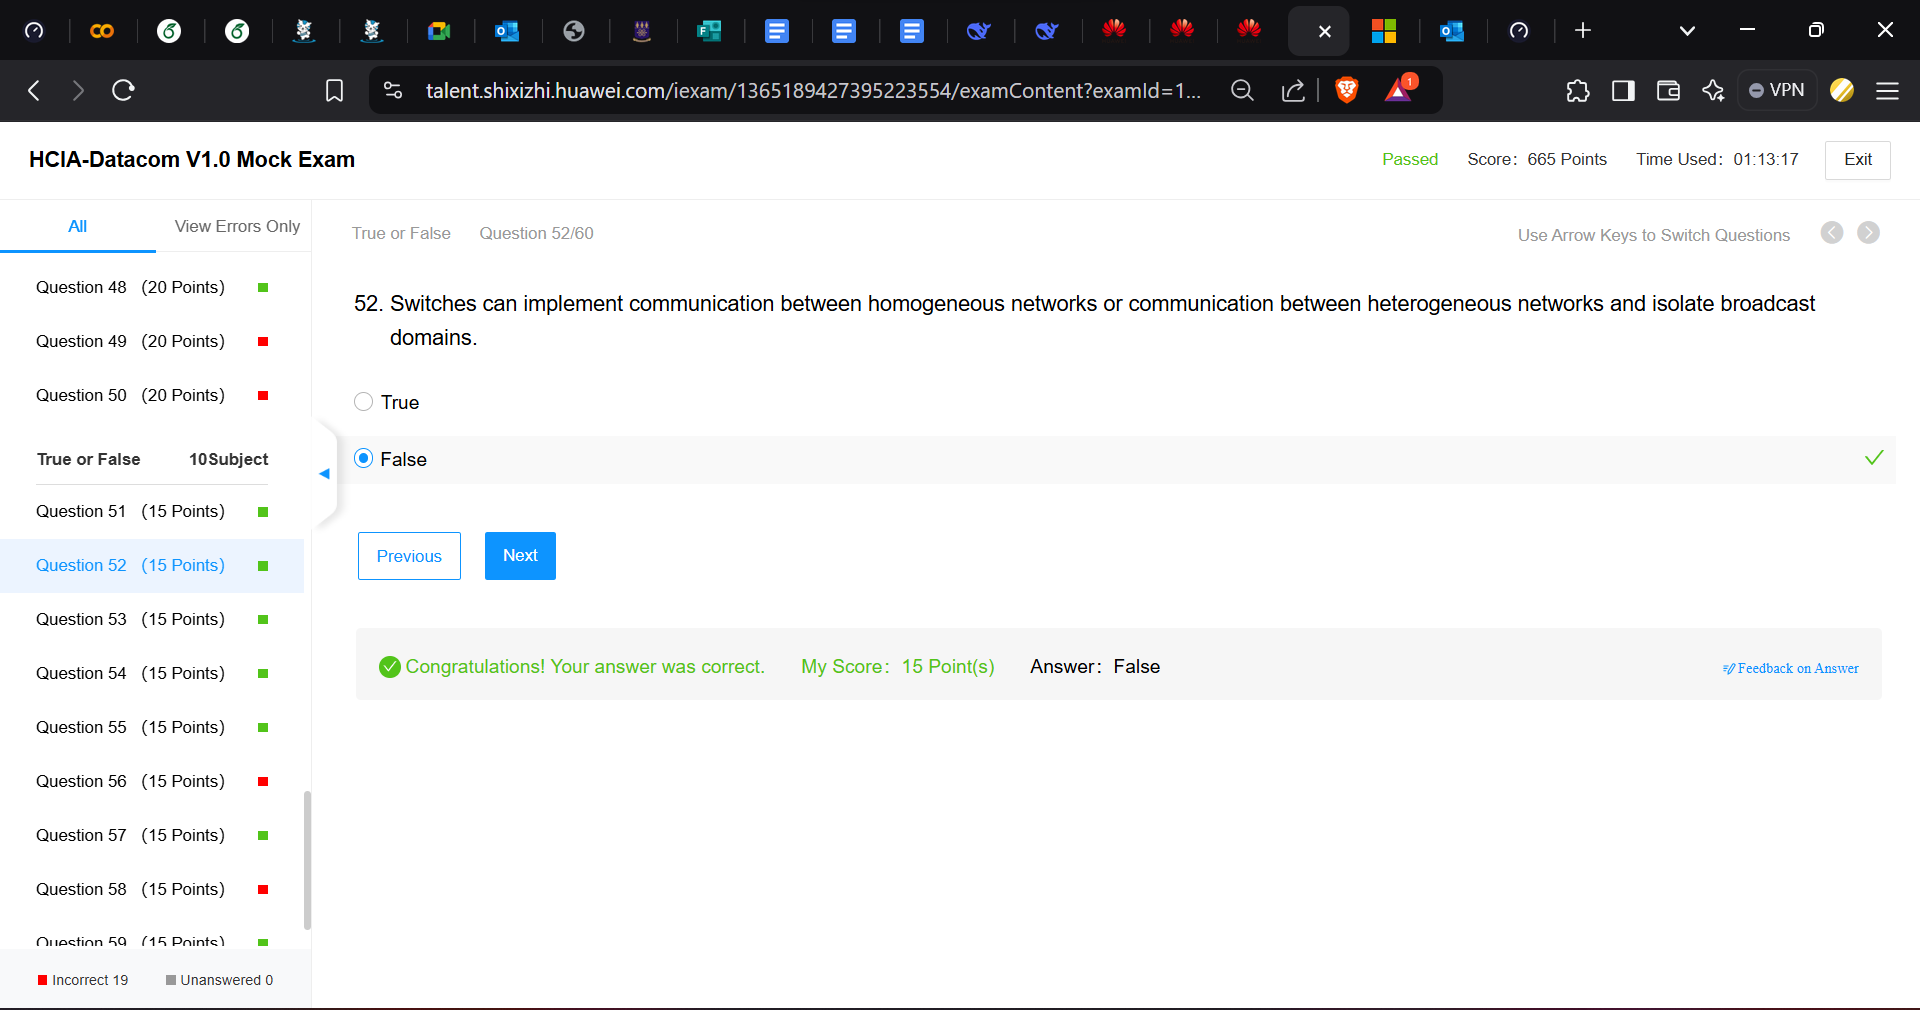 talent.shixizhi.huawei.com/iexam/1365189427395223554/examContent?examId=1...
1
VPN
HCIA-Datacom V1.0 Mock Exam
Passed
Score: 665 Points
Time Used: 01:13:17
Exit
All
View Errors Only
True or False
Question 52/60
Use Arrow Keys to Switch Questions
Question 48 (20 Points)
Question 49 (20 Points)
Question 50 (20 Points)
True or False 10Subject
Question 51 (15 Points)
Question 52 (15 Points)
Question 53 (15 Points)
Question 54 (15 Points)
Question 55 (15 Points)
Question 56 (15 Points)
Question 57 (15 Points)
Question 58 (15 Points)
Question 59 (15 Points)
Incorrect 19
Unanswered 0
52. Switches can implement communication between homogeneous networks or communication between heterogeneous networks and isolate broadcast
domains.
True
False
Previous
Next
Congratulations! Your answer was correct.
My Score: 15 Point(s)
Answer: False
Feedback on Answer